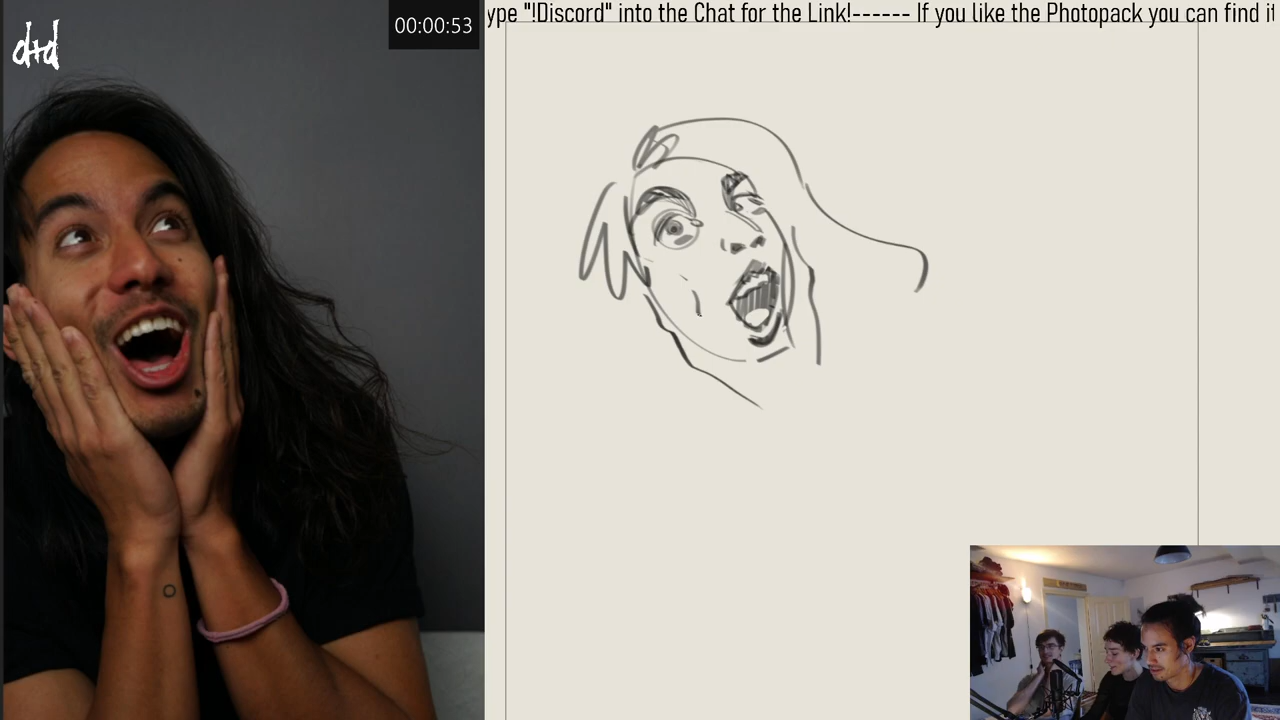 d+d
00:00:53
ype "!Discord" into the Chat for the Link!------ If you like the Photopack you can find it